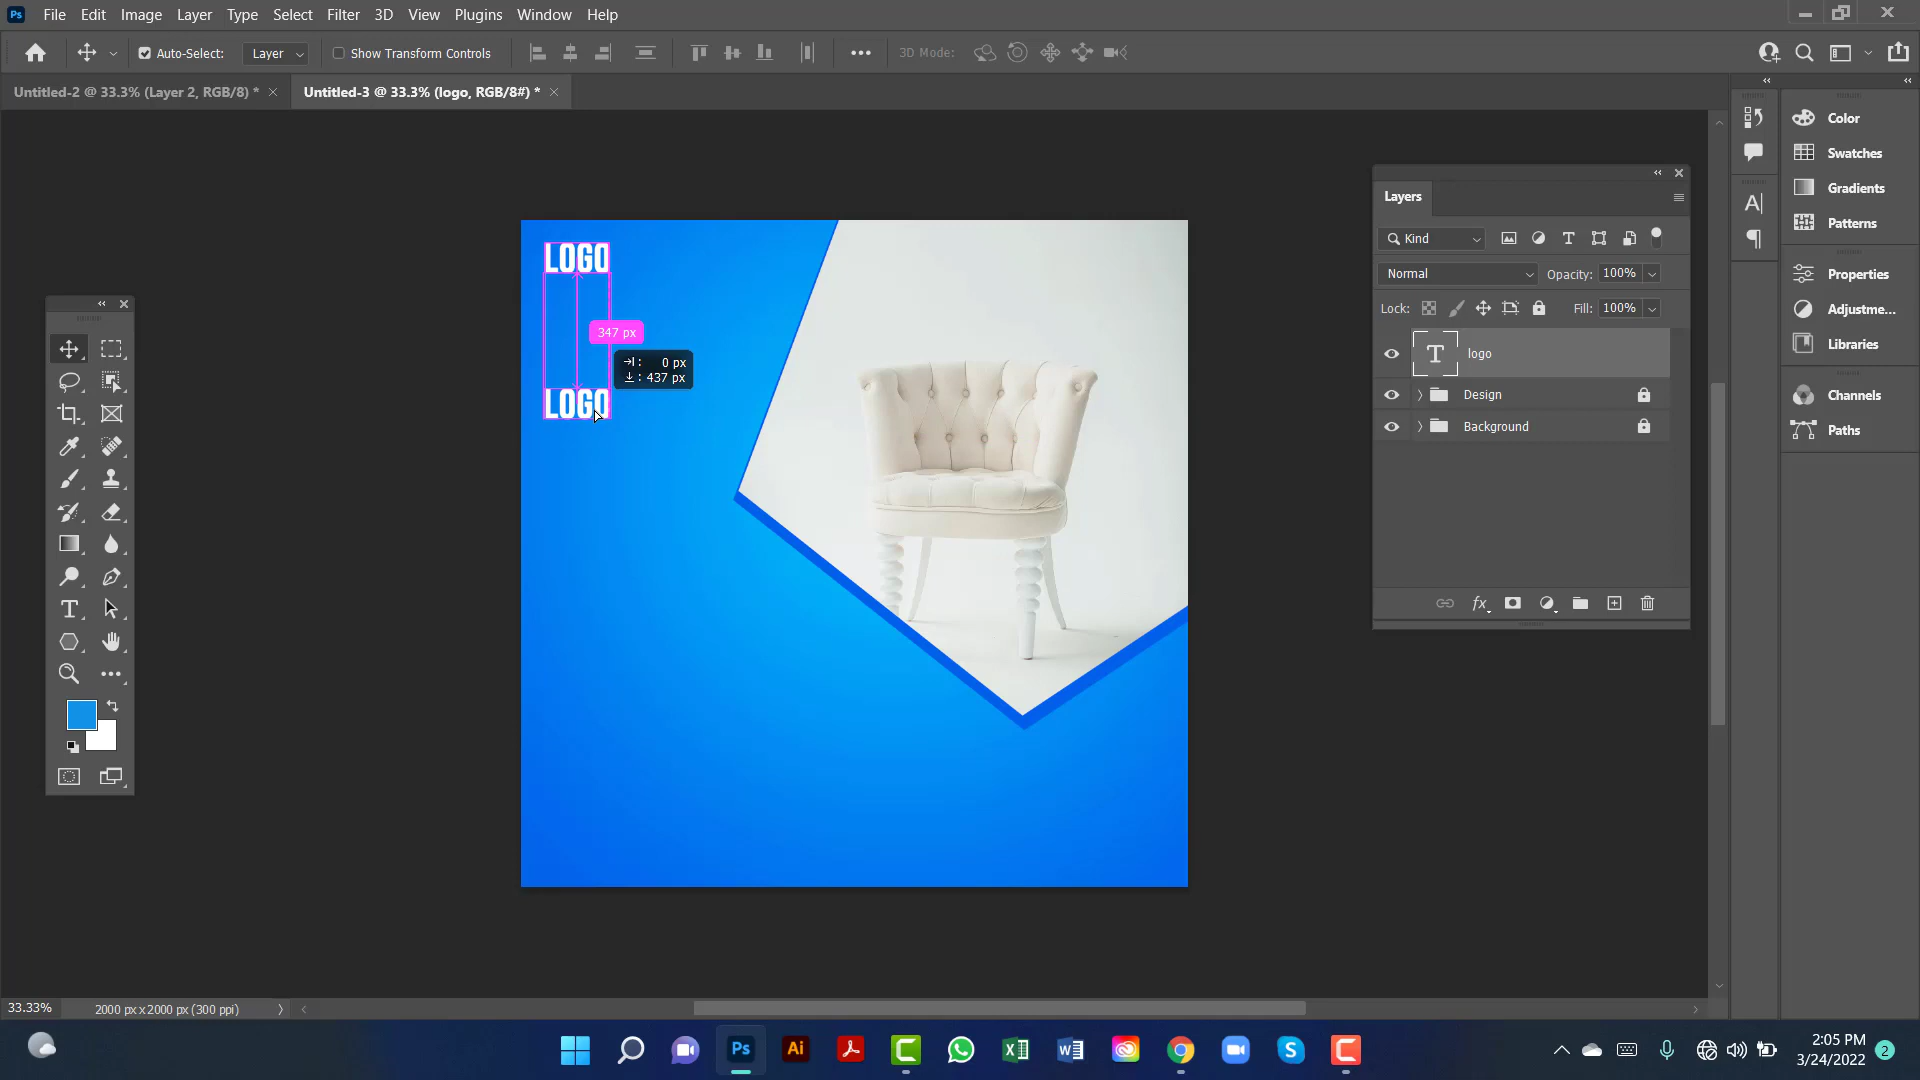 Ps File Edit Image Layer Type Select Filter 3D View Plugins Window Help
Auto-Select: Layer Show Transform Controls 3D Mode:
Untitled-2 @ 33.3% (Layer 2, RGB/8) * Untitled-3 @ 33.3% (logo, RGB/8#) *
Color
Swatches
Gradients
Patterns
Properties
Adjustme...
Libraries
Channels
Paths
Layers
Kind
Normal Opacity: 100%
Lock: Fill: 100%
logo
Design
Background
LOGO
347 px
0 px
: 437 px
LOGO
33.33% 2000 px x 2000 px (300 ppi)
Ps Ai
2:05 PM
3/24/2022 2